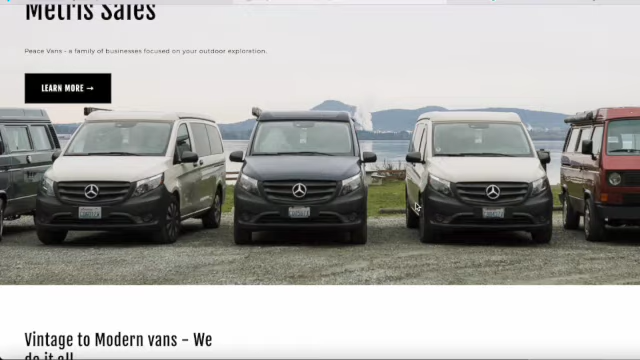 Metris Sales
Peace Vans - a family of businesses focused on your outdoor exploration.
LEARN MORE →
Vintage to Modern vans - We
do it all